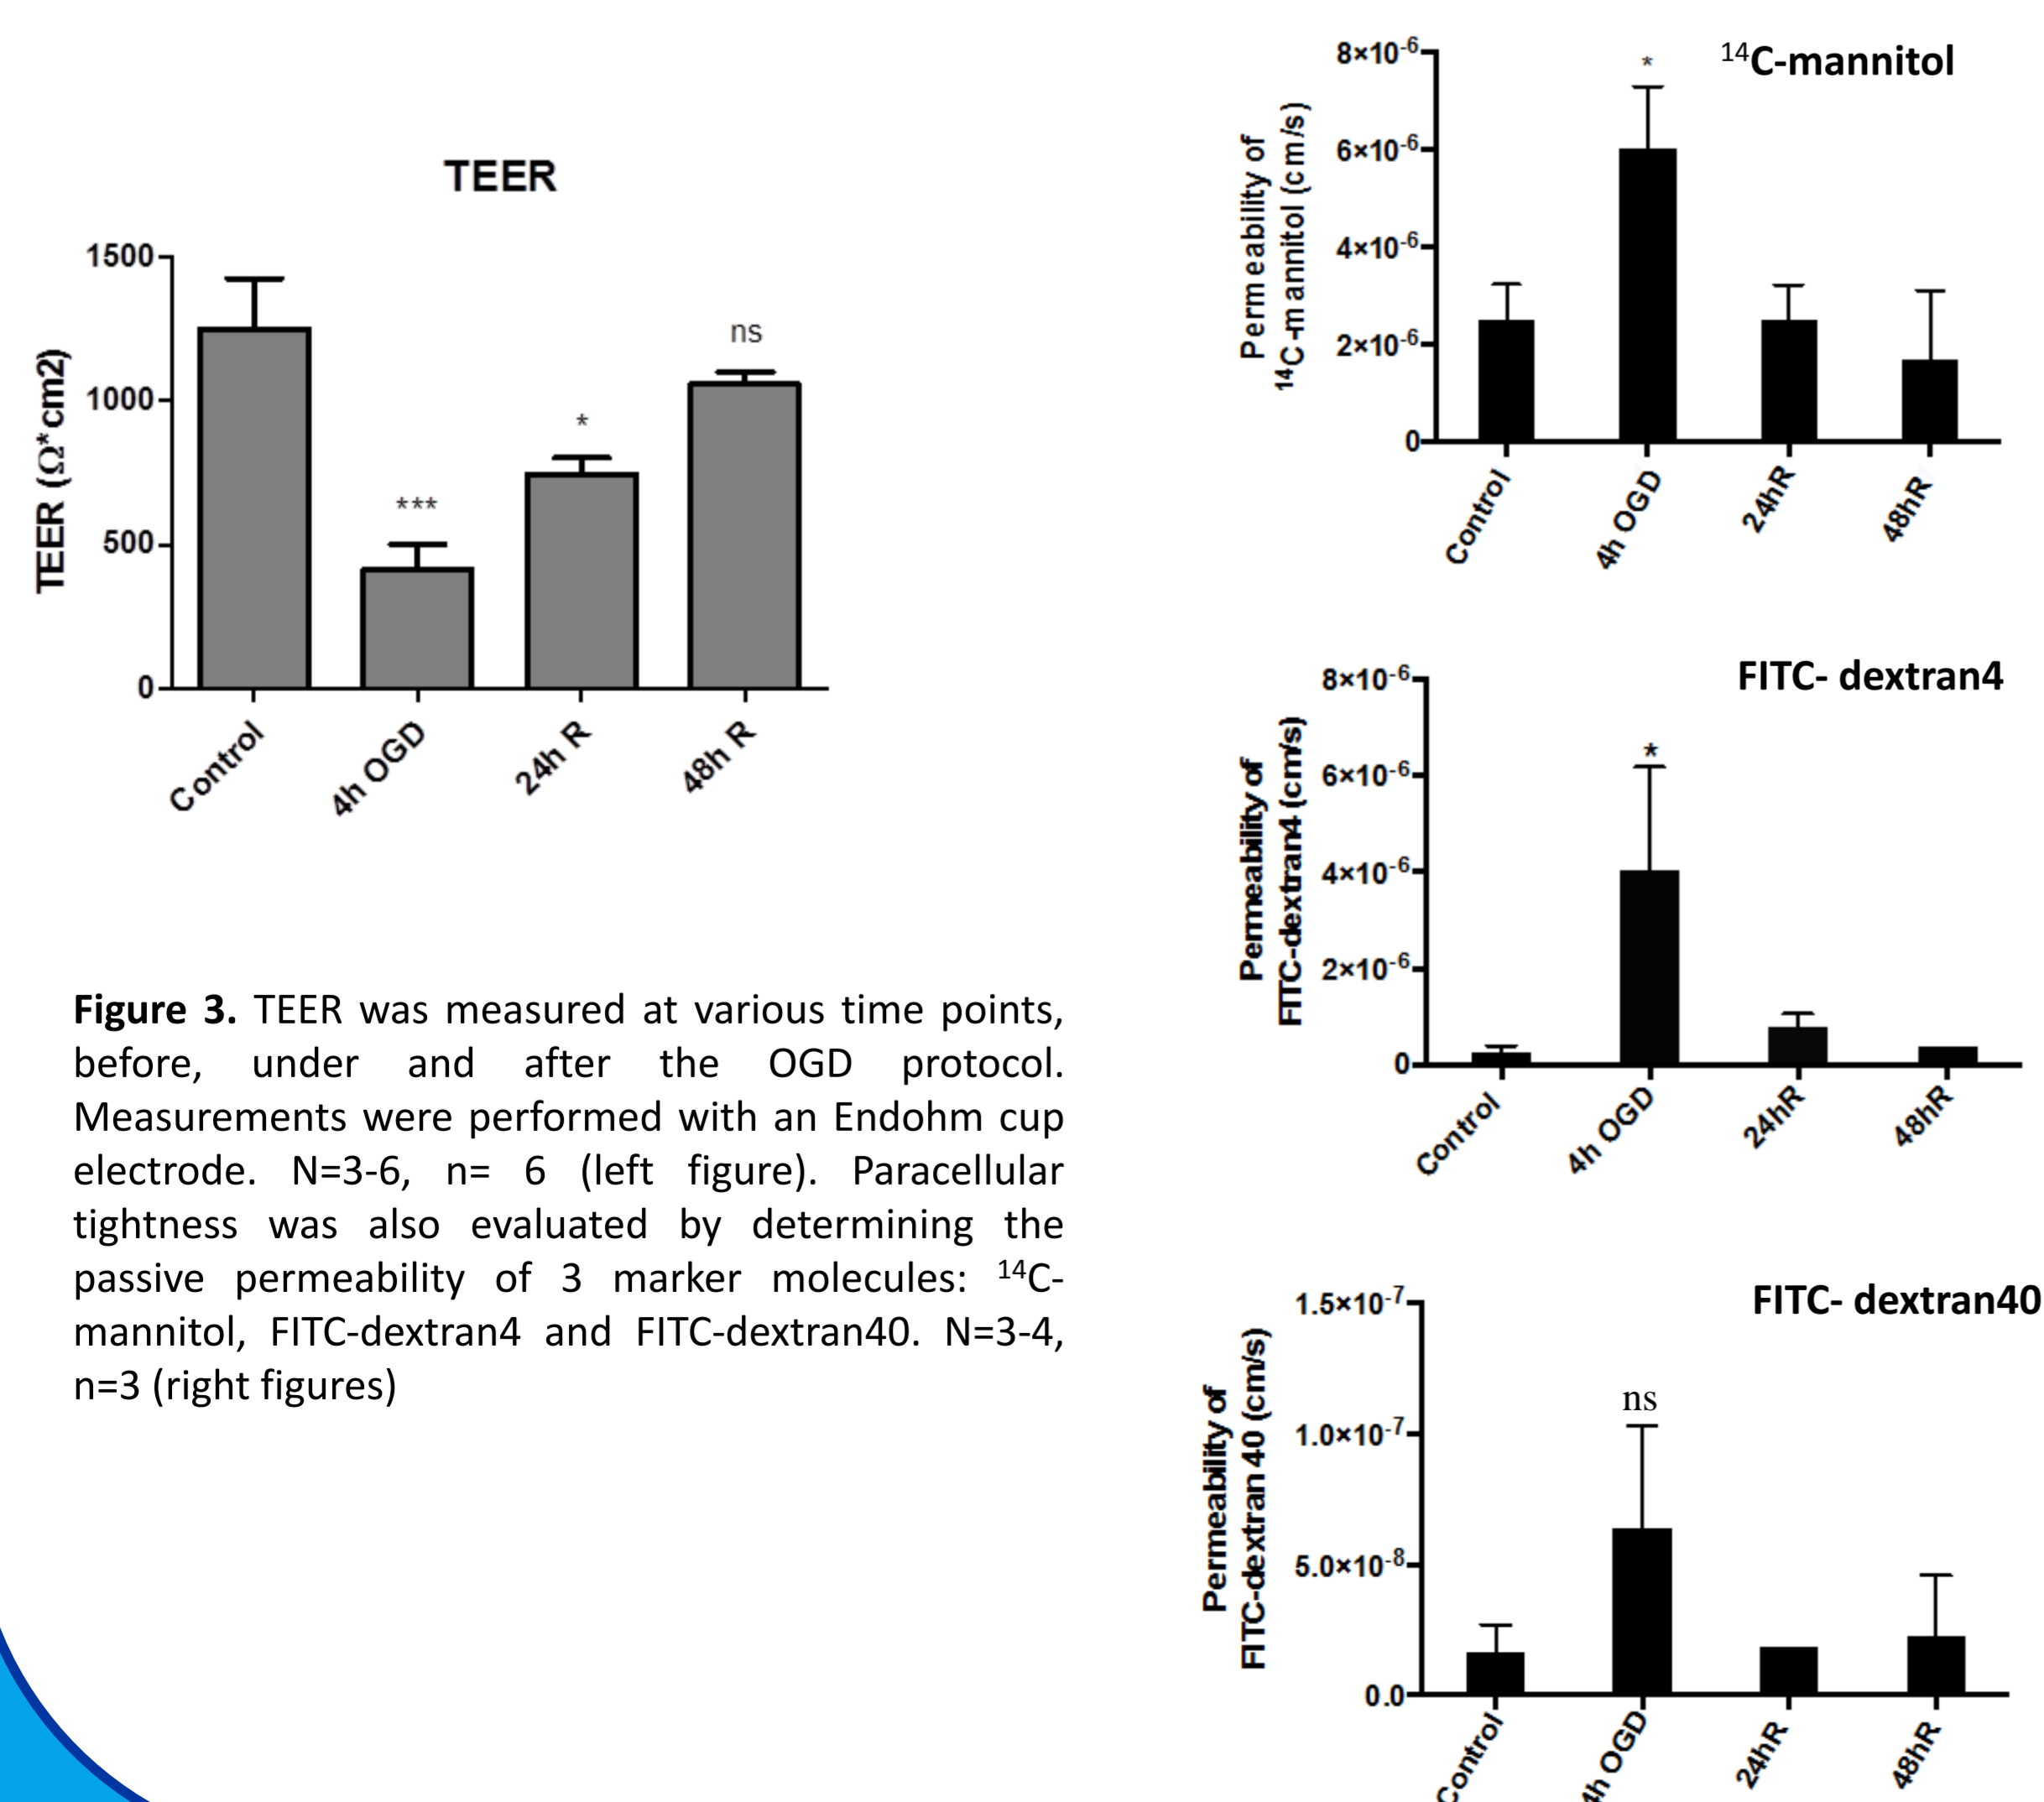 TEER
TEER (Ω*cm2)
1500
1000
500
0
***
*
ns
Control
4h OGD
24h R
48h R
Figure 3. TEER was measured at various time points,
before, under and after the OGD protocol.
Measurements were performed with an Endohm cup
electrode. N=3-6, n= 6 (left figure). Paracellular
tightness was also evaluated by determining the
passive permeability of 3 marker molecules: ¹⁴C-
mannitol, FITC-dextran4 and FITC-dextran40. N=3-4,
n=3 (right figures)
¹⁴C-mannitol
Permeability of
¹⁴C-mannitol (cm/s)
8×10⁻⁶
6×10⁻⁶
4×10⁻⁶
2×10⁻⁶
0
*
Control
4h OGD
24hR
48hR
FITC- dextran4
Permeability of
FITC-dextran4 (cm/s)
8×10⁻⁶
6×10⁻⁶
4×10⁻⁶
2×10⁻⁶
0
*
Control
4h OGD
24hR
48hR
FITC- dextran40
Permeability of
FITC-dextran 40 (cm/s)
1.5×10⁻⁷
1.0×10⁻⁷
5.0×10⁻⁸
0.0
ns
Control
4h OGD
24hR
48hR